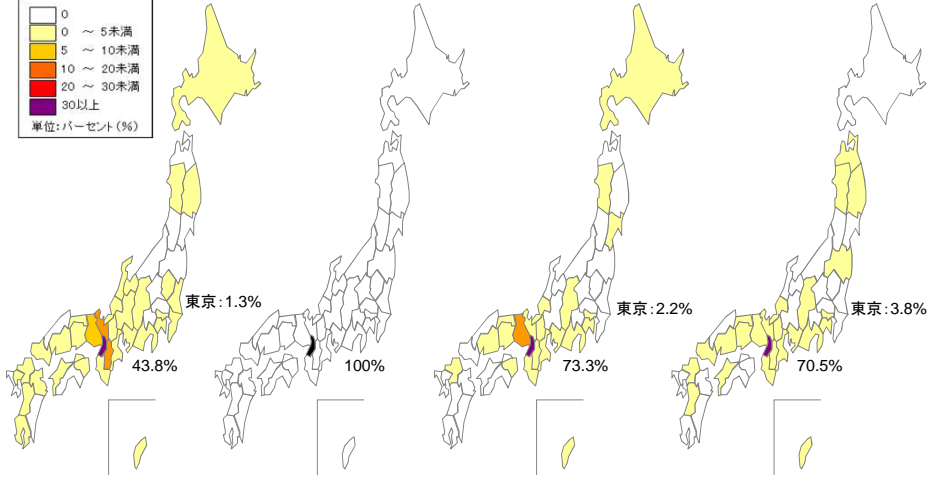 0
0 ～ 5未満
5 ～ 10未満
10 ～ 20未満
20 ～ 30未満
30以上
単位:パーセント(%)
東京:1.3%
43.8%
100%
東京:2.2%
73.3%
東京:3.8%
70.5%